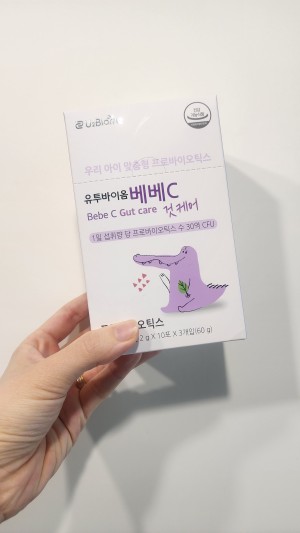 U2Bio
우리 아이 맞춤형 프로바이오틱스
유투바이옴 베베C
Bebe C Gut care 것 케어
1일 섭취량 당 프로바이오틱스 수 30억 CFU
오틱스
2 g X 10포 X 3개입(60 g)